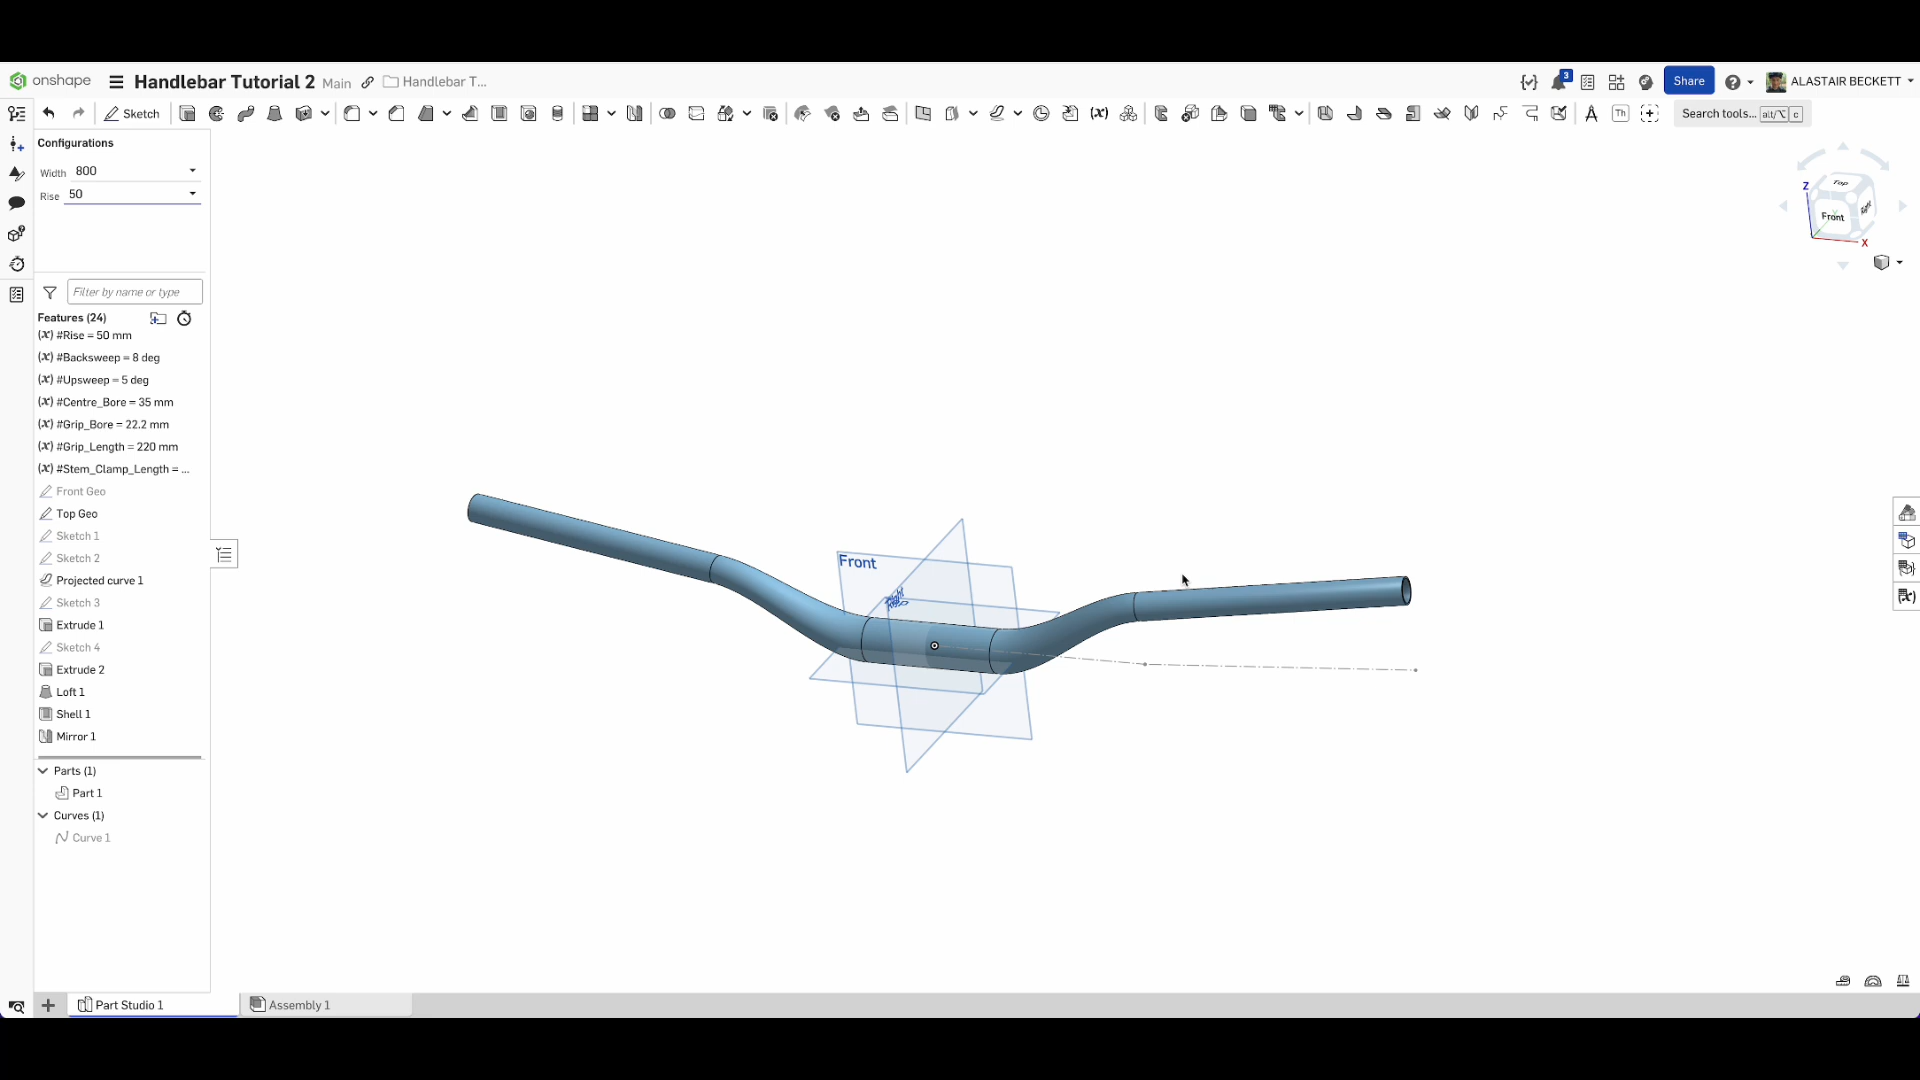 onshape Handlebar Tutorial 2 Main Handlebar T... 3 Share ALASTAIR BECKETT
Sketch Search tools... alt/⌥ c
Configurations
Width 800
Rise 50
Filter by name or type
Features (24)
(x) #Rise = 50 mm
(x) #Backsweep = 8 deg
(x) #Upsweep = 5 deg
(x) #Centre_Bore = 35 mm
(x) #Grip_Bore = 22.2 mm
(x) #Grip_Length = 220 mm
(x) #Stem_Clamp_Length = ...
Front Geo
Top Geo
Sketch 1
Sketch 2
Projected curve 1
Sketch 3
Extrude 1
Sketch 4
Extrude 2
Loft 1
Shell 1
Mirror 1
Parts (1)
Part 1
Curves (1)
Curve 1
Front
Z Top
Front Right
X
Part Studio 1 Assembly 1